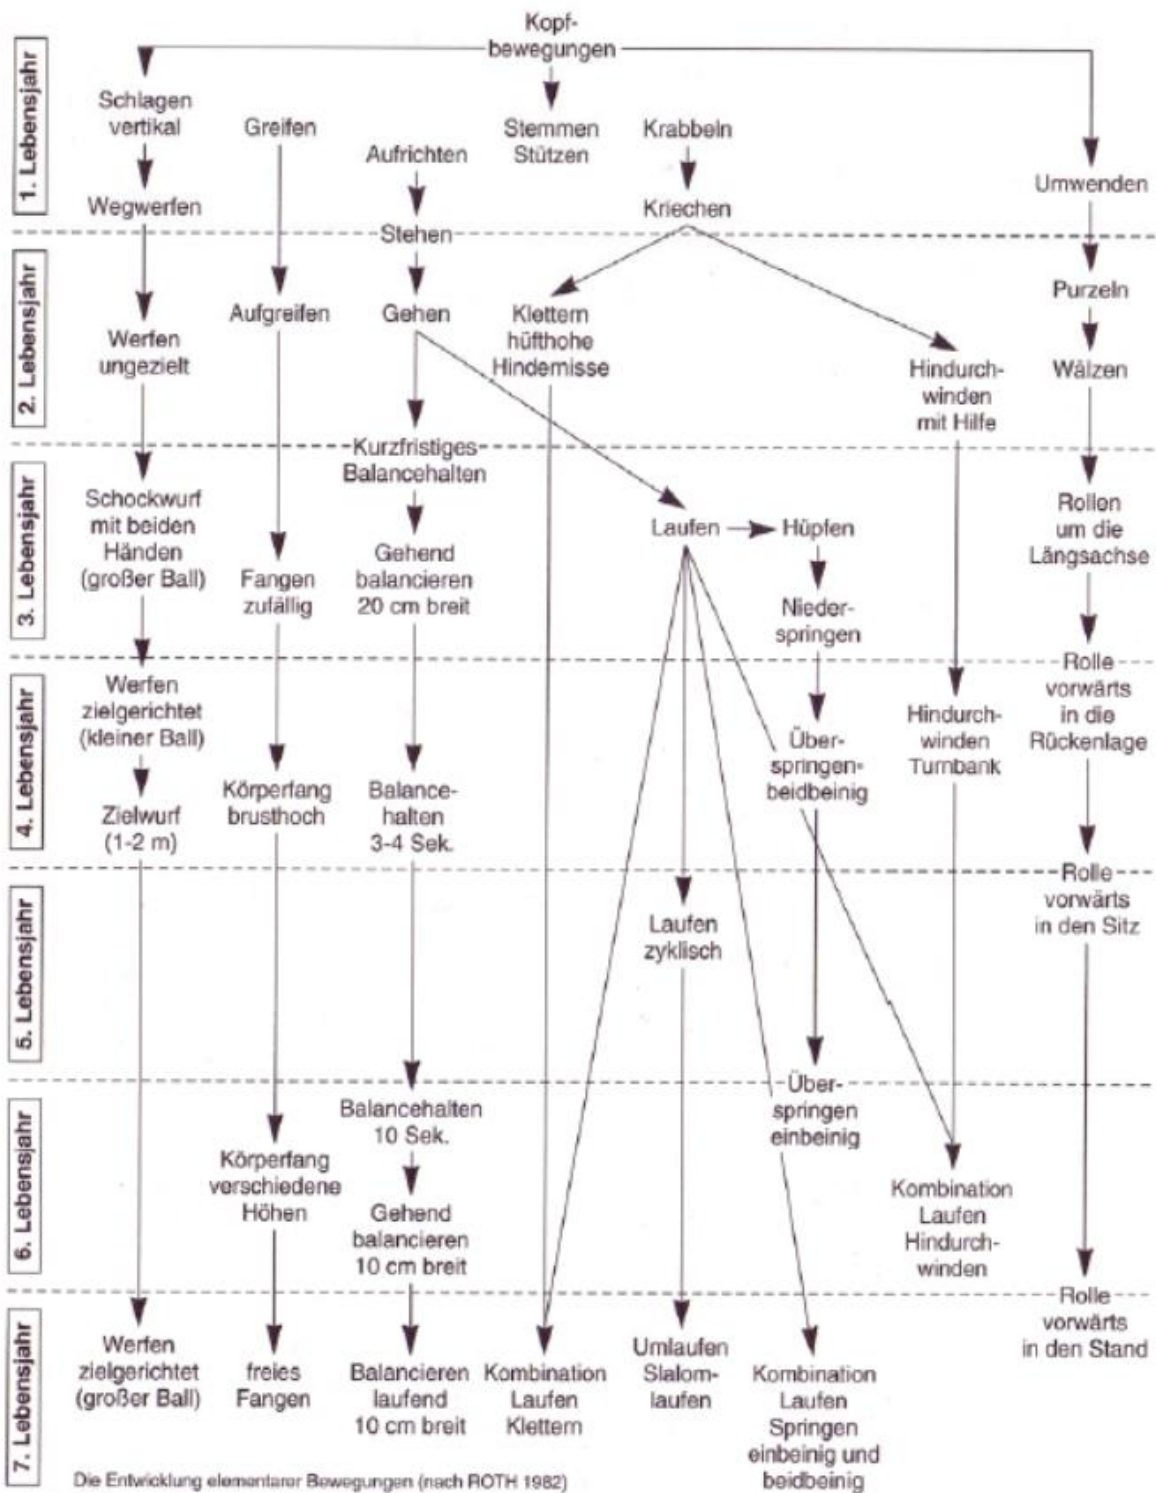 Kopf-
bewegungen
1. Lebensjahr
Schlagen
vertikal
Greifen
Stemmen
Stützen
Krabbeln
Aufrichten
Umwenden
Wegwerfen
Kriechen
Stehen
2. Lebensjahr
Purzeln
Aufgreifen
Gehen
Klettern
hüfthohe
Hindernisse
Werfen
ungezielt
Hindurch-
winden
mit Hilfe
Wälzen
Kurzfristiges
Balancehalten
3. Lebensjahr
Schockwurf
mit beiden
Händen
(großer Ball)
Laufen
Hüpfen
Rollen
um die
Längsachse
Fangen
zufällig
Gehend
balancieren
20 cm breit
Nieder-
springen
4. Lebensjahr
Werfen
zielgerichtet
(kleiner Ball)
Rolle
vorwärts
in die
Rückenlage
Hindurch-
winden
Turnbank
Über-
springen-
beidbeinig
Zielwurf
(1-2 m)
Körperfang
brusthoch
Balance-
halten
3-4 Sek.
5. Lebensjahr
Rolle
vorwärts
in den Sitz
Laufen
zyklisch
6. Lebensjahr
Über-
springen
einbeinig
Balancehalten
10 Sek.
Körperfang
verschiedene
Höhen
Gehend
balancieren
10 cm breit
Kombination
Laufen
Hindurch-
winden
7. Lebensjahr
Rolle
vorwärts
in den Stand
Werfen
zielgerichtet
(großer Ball)
freies
Fangen
Balancieren
laufend
10 cm breit
Kombination
Laufen
Klettern
Umlaufen
Slalom-
laufen
Kombination
Laufen
Springen
einbeinig und
beidbeinig
Die Entwicklung elementarer Bewegungen (nach ROTH 1982)